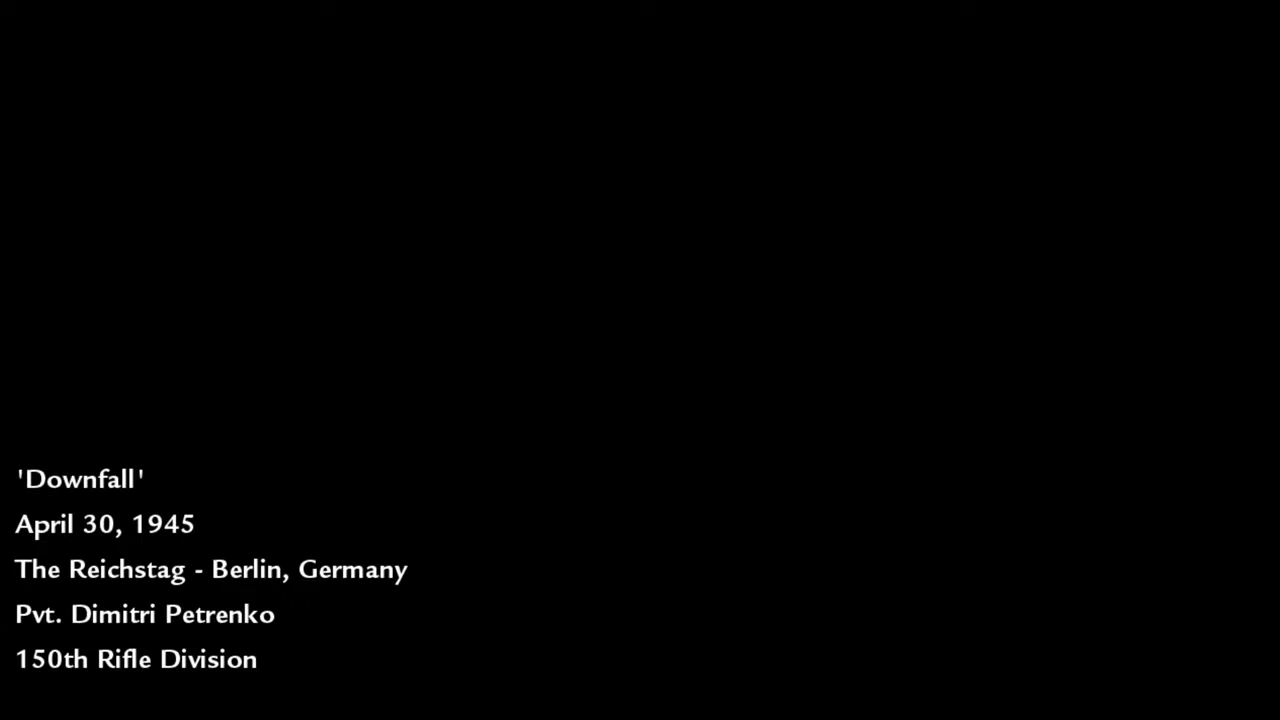 'Downfall'
April 30, 1945
The Reichstag - Berlin, Germany
Pvt. Dimitri Petrenko
150th Rifle Division